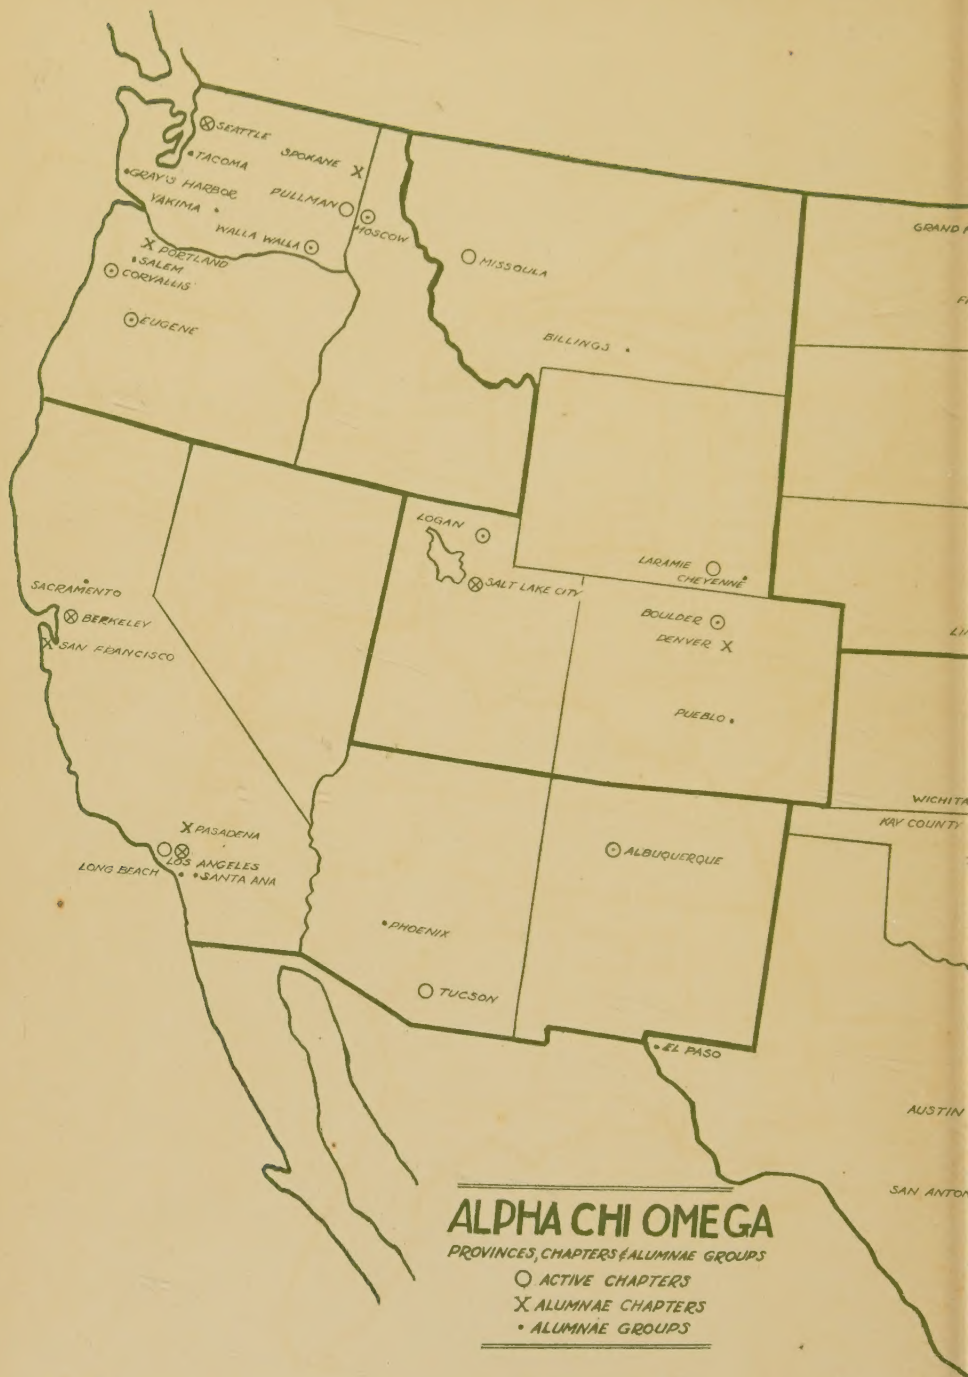 SEATTLE
TACOMA
SPOKANE
X
GRAY'S HARBOR
PULLMAN
YAKIMA
MOSCOW
WALLA WALLA
X PORTLAND
SALEM
CORVALLIS
EUGENE
MISSOULA
BILLINGS
GRAND
LOGAN
SALT LAKE CITY
LARAMIE
CHEYENNE
SACRAMENTO
BERKELEY
X SAN FRANCISCO
BOULDER
DENVER X
PUEBLO
WICHITA
KAY COUNTY
X PASADENA
LOS ANGELES
LONG BEACH
SANTA ANA
ALBUQUERQUE
PHOENIX
TUCSON
EL PASO
AUSTIN
SAN ANTON
ALPHA CHI OMEGA
PROVINCES, CHAPTERS & ALUMNAE GROUPS
O ACTIVE CHAPTERS
X ALUMNAE CHAPTERS
• ALUMNAE GROUPS